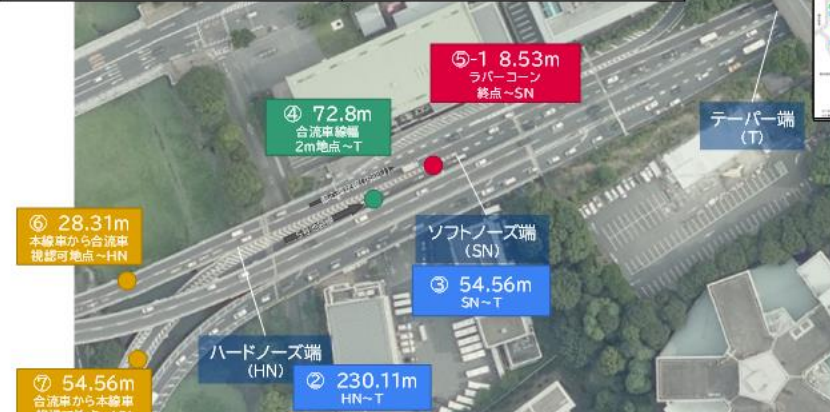 ⑤-1 8.53m
ラバーコーン
終点～SN
④ 72.8m
合流車線幅
2m地点～T
テーパー端
(T)
⑥ 28.31m
本線車から合流車
視認可地点～HN
ソフトノーズ端
(SN)
③ 54.56m
SN～T
ハードノーズ端
(HN)
② 230.11m
HN～T
⑦ 54.56m
合流車から本線車